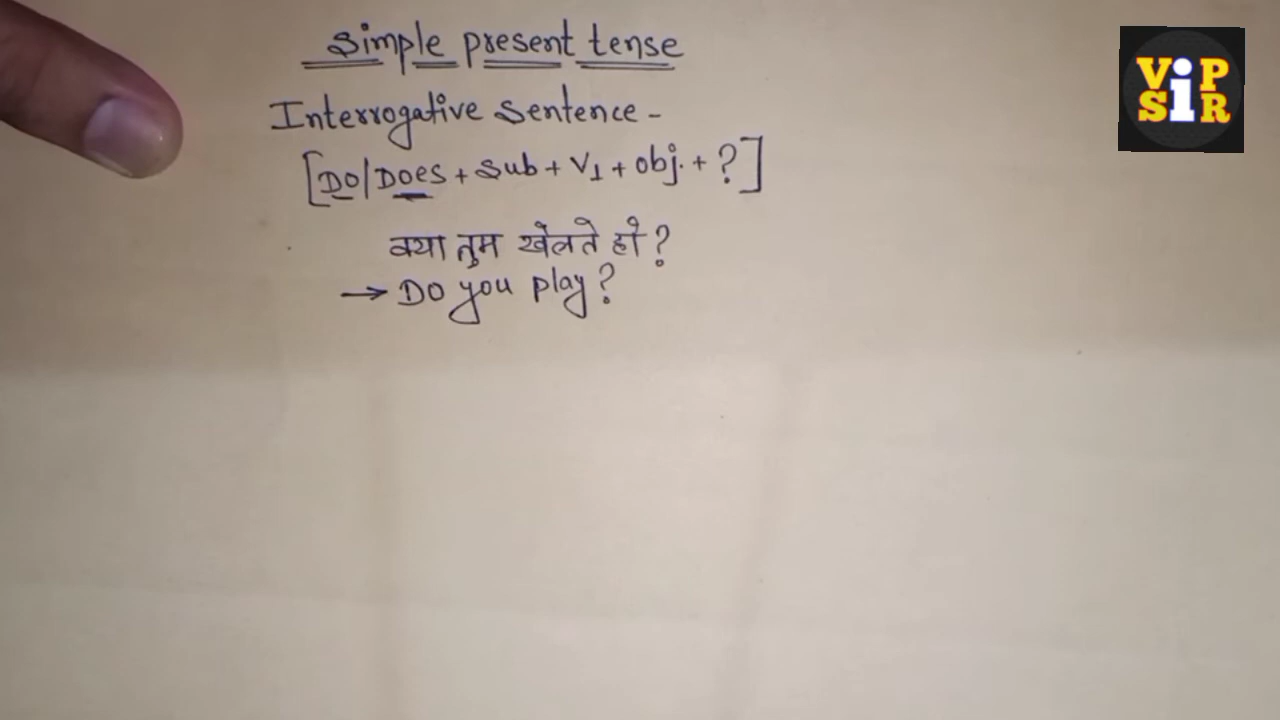 Simple present tense
Interrogative Sentence -
[DO/DOES + Sub + V1 + obj. + ?]
क्या तुम खेलते हो ?
→ DO you play ?
ViP
SiR